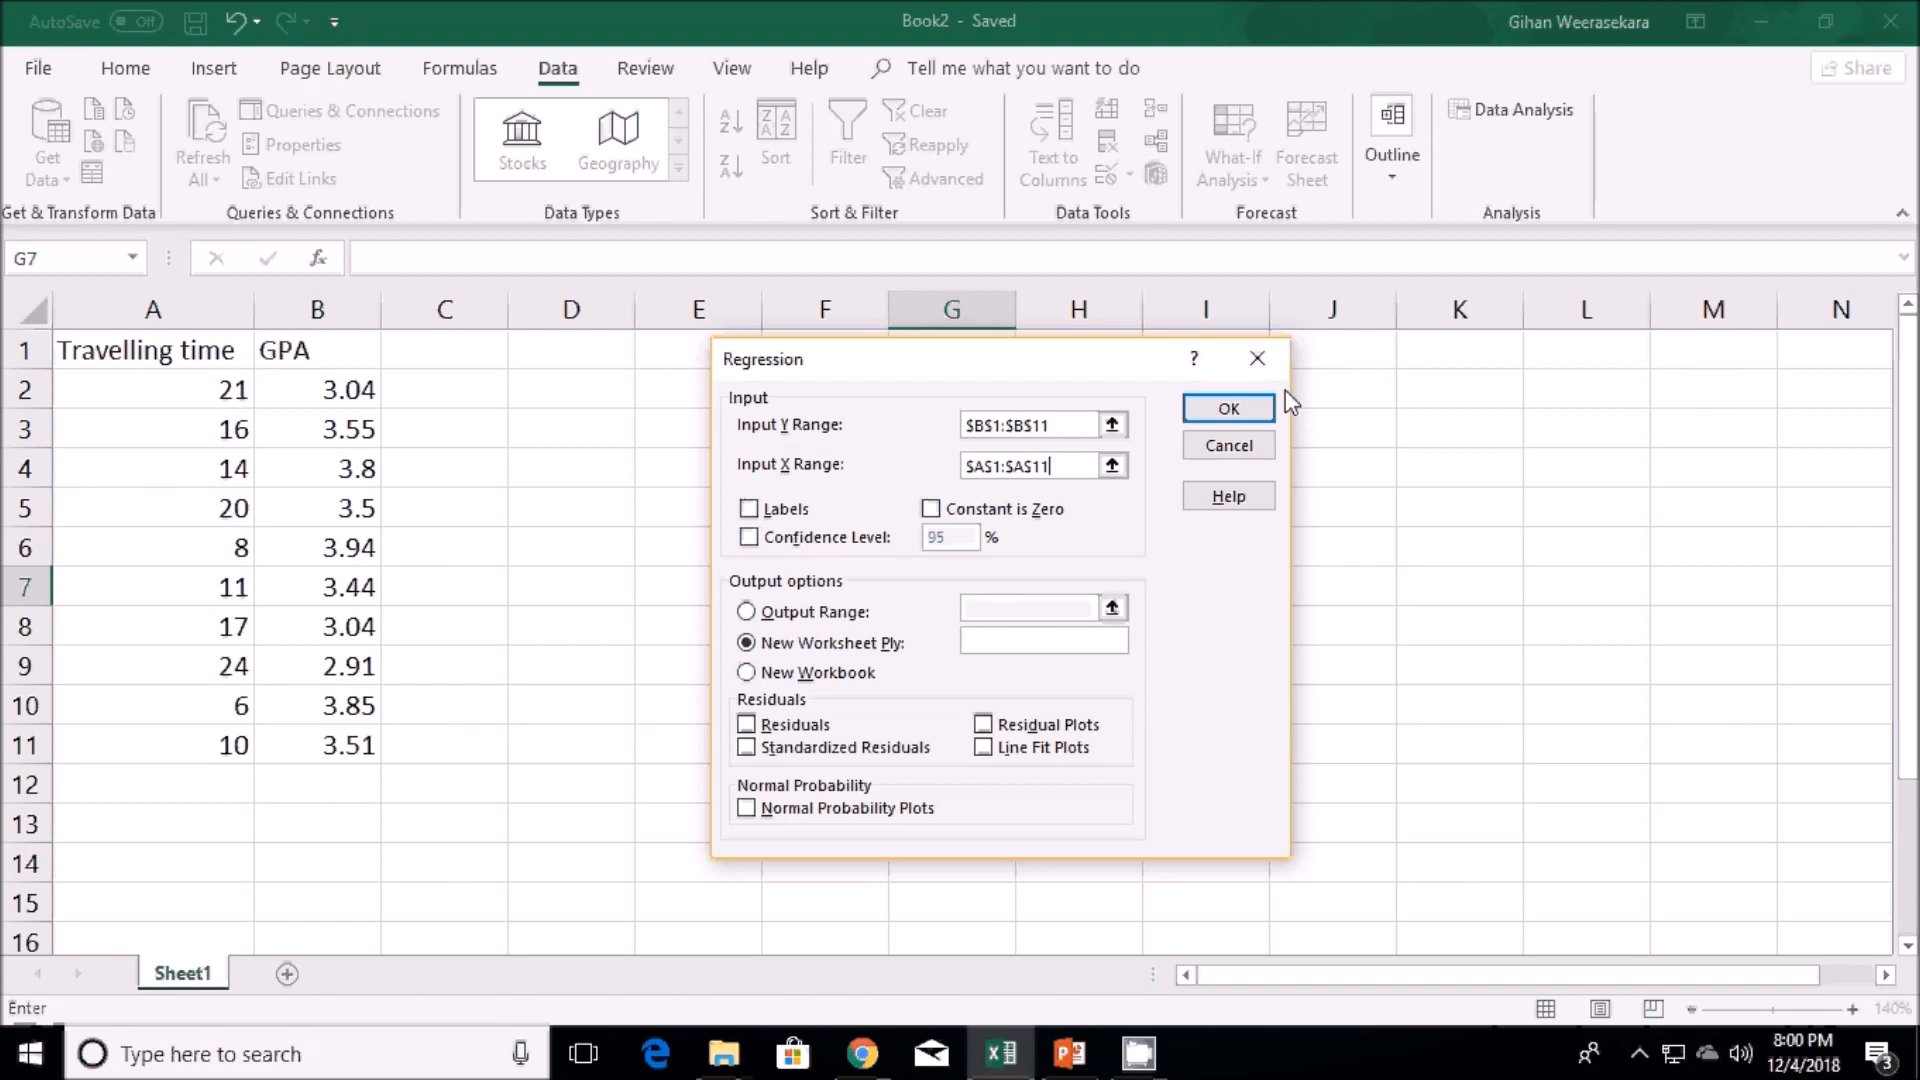 AutoSave Off
Book2 - Saved
Gihan Weerasekara
File Home Insert Page Layout Formulas Data Review View Help Tell me what you want to do Share
Get Data
Refresh All
Queries & Connections
Properties
Edit Links
Stocks
Geography
Sort
Filter
Clear
Reapply
Advanced
Text to Columns
What-If Analysis
Forecast Sheet
Outline
Data Analysis
Get & Transform Data
Queries & Connections
Data Types
Sort & Filter
Data Tools
Forecast
Analysis
G7
fx
A B C D E F G H I J K L M N
1 Travelling time GPA
2 21 3.04
3 16 3.55
4 14 3.8
5 20 3.5
6 8 3.94
7 11 3.44
8 17 3.04
9 24 2.91
10 6 3.85
11 10 3.51
12
13
14
15
16
Regression ?
Input
Input Y Range: $B$1:$B$11
Input X Range: $A$1:$A$11
Labels Constant is Zero
Confidence Level: 95 %
OK
Cancel
Help
Output options
Output Range:
New Worksheet Ply:
New Workbook
Residuals
Residuals Residual Plots
Standardized Residuals Line Fit Plots
Normal Probability
Normal Probability Plots
Sheet1
Enter
140%
Type here to search
8:00 PM
12/4/2018
3